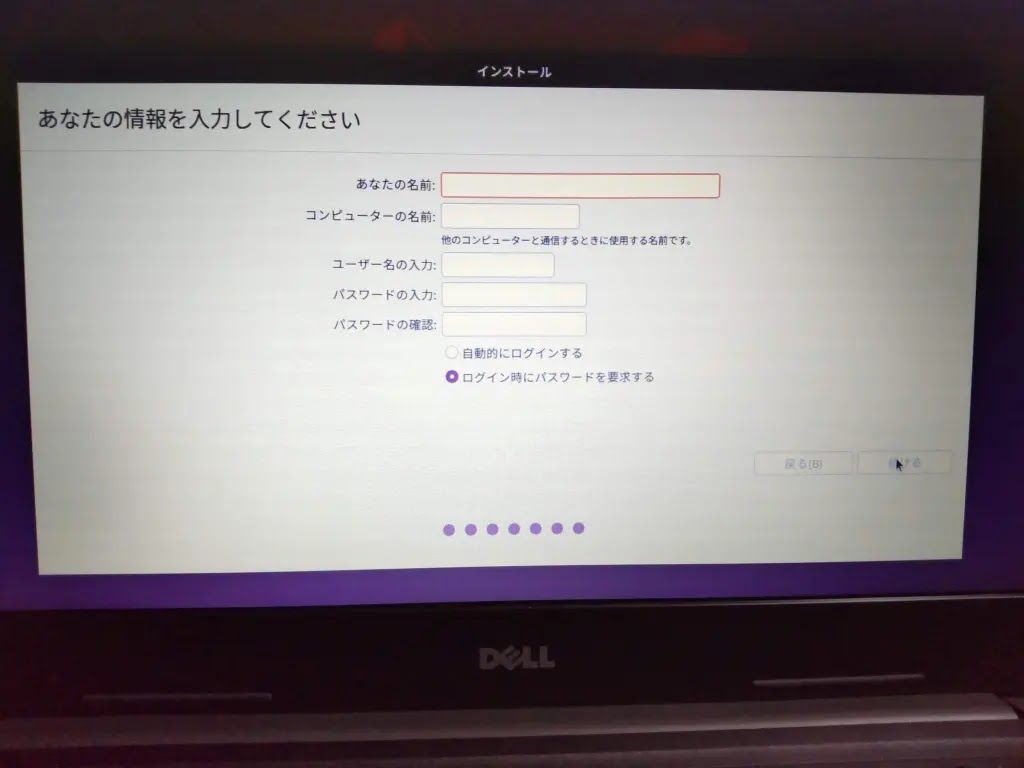 インストール
あなたの情報を入力してください
あなたの名前:
コンピューターの名前:
他のコンピューターと通信するときに使用する名前です。
ユーザー名の入力:
パスワードの入力:
パスワードの確認:
自動的にログインする
ログイン時にパスワードを要求する
戻る(B)
続ける
DELL